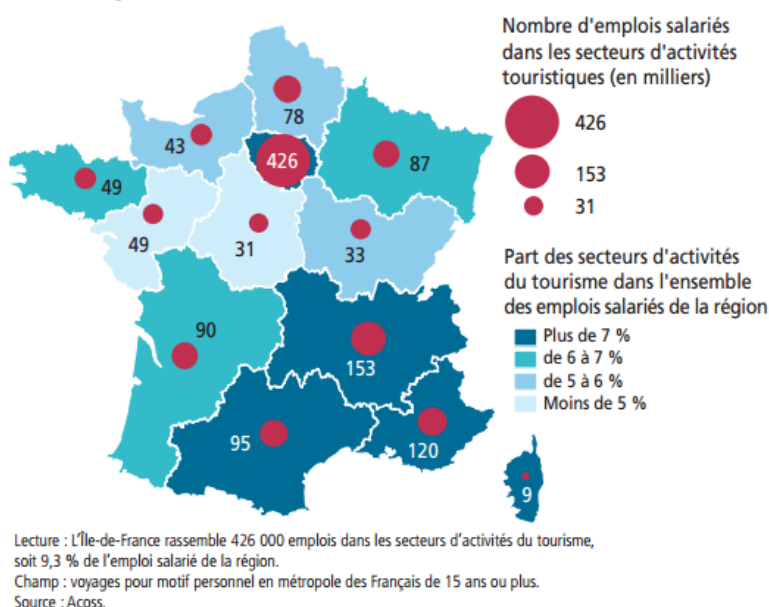 Nombre d'emplois salariés
dans les secteurs d'activités
touristiques (en milliers)
426
153
31
Part des secteurs d'activités
du tourisme dans l'ensemble
des emplois salariés de la région
Plus de 7 %
de 6 à 7 %
de 5 à 6 %
Moins de 5 %
78
43
426
87
49
49
31
33
90
153
95
120
9
Lecture : L'Île-de-France rassemble 426 000 emplois dans les secteurs d'activités du tourisme,
soit 9,3 % de l'emploi salarié de la région.
Champ : voyages pour motif personnel en métropole des Français de 15 ans ou plus.
Source : Acoss.